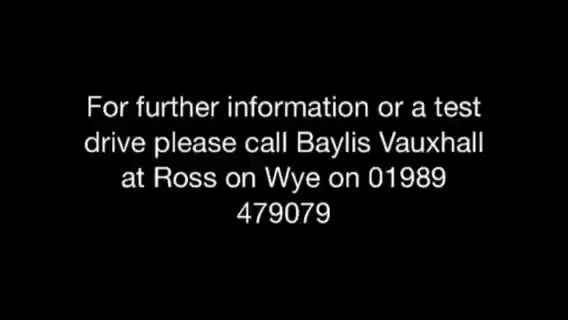 For further information or a test
drive please call Baylis Vauxhall
at Ross on Wye on 01989
479079